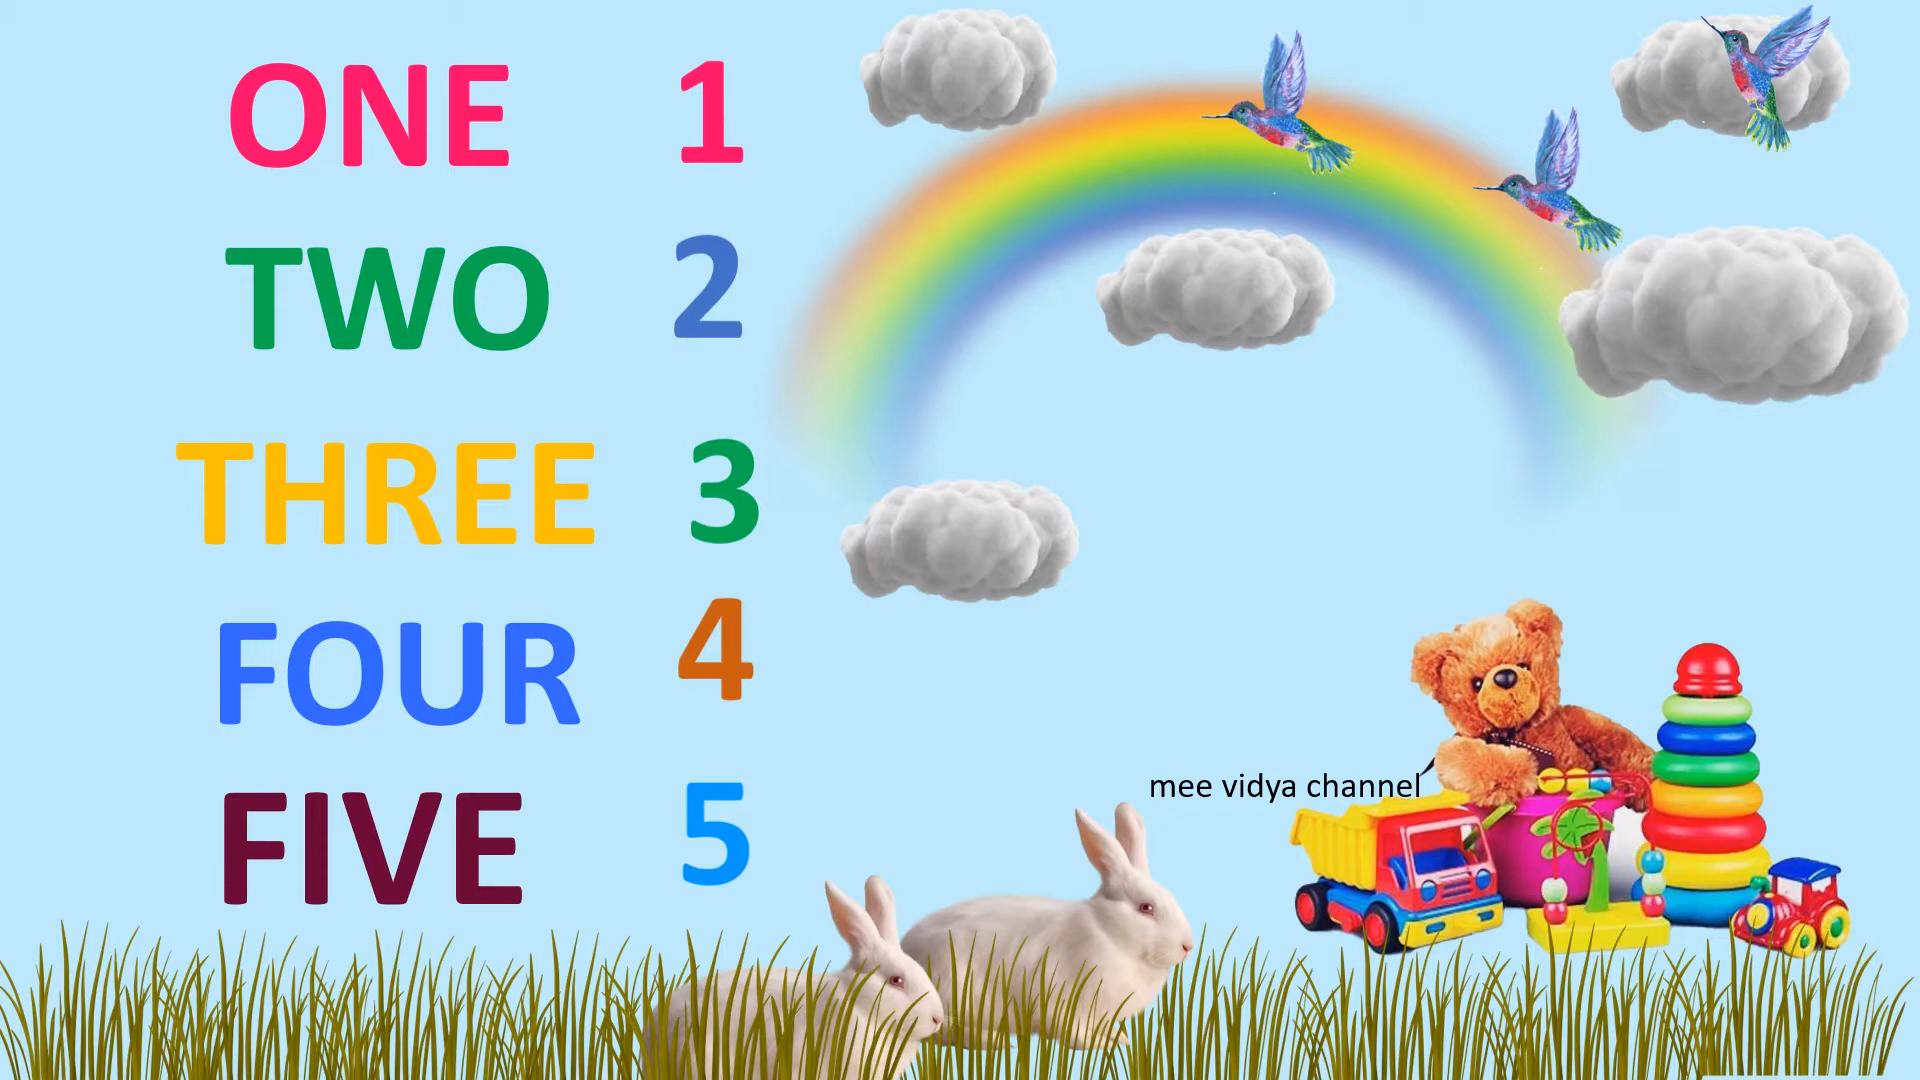 ONE 1
TWO 2
THREE 3
FOUR 4
FIVE 5
mee vidya channel